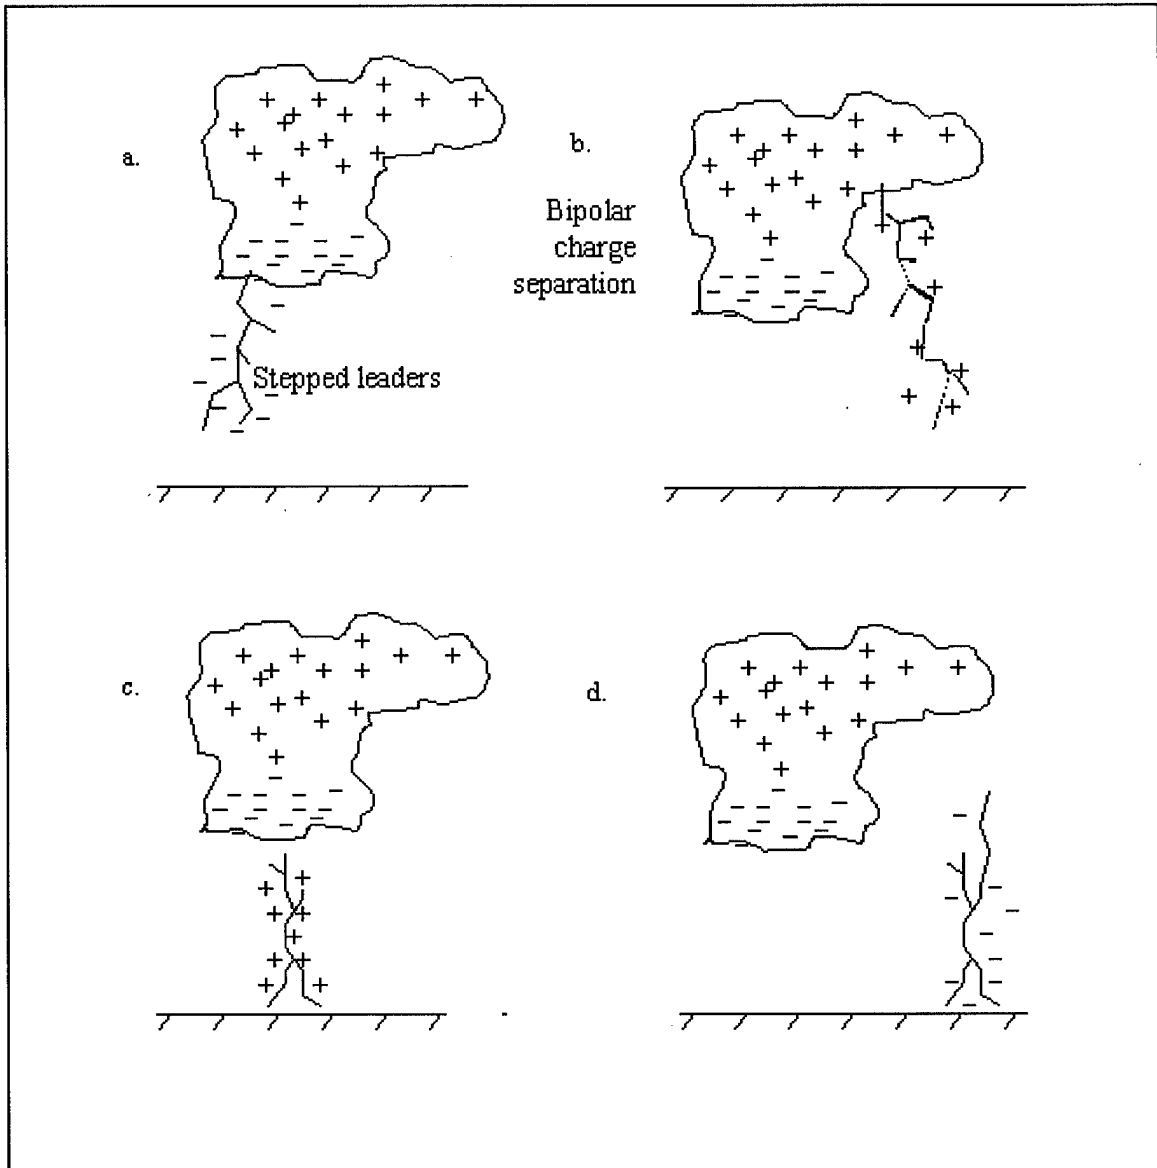 a.
Stepped leaders
b.
Bipolar
charge
separation
c.
d.